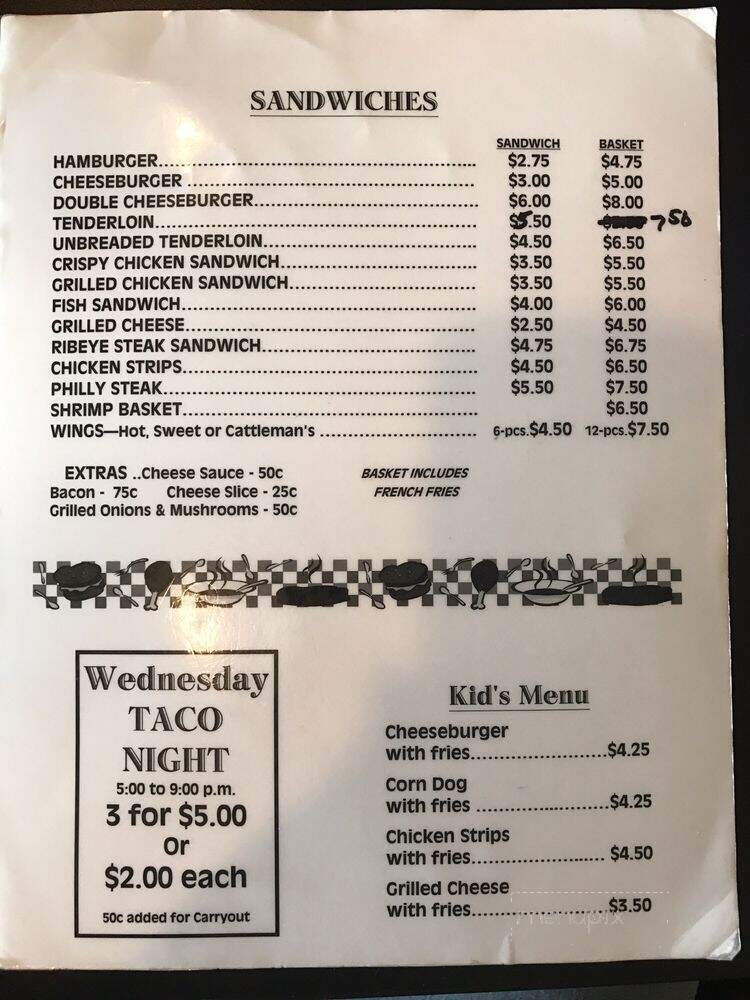 SANDWICHES
SANDWICH BASKET
HAMBURGER..... $2.75 $4.75
CHEESEBURGER ..... $3.00 $5.00
DOUBLE CHEESEBURGER..... $6.00 $8.00
TENDERLOIN..... $5.50 7 50
UNBREADED TENDERLOIN..... $4.50 $6.50
CRISPY CHICKEN SANDWICH..... $3.50 $5.50
GRILLED CHICKEN SANDWICH..... $3.50 $5.50
FISH SANDWICH..... $4.00 $6.00
GRILLED CHEESE..... $2.50 $4.50
RIBEYE STEAK SANDWICH..... $4.75 $6.75
CHICKEN STRIPS..... $4.50 $6.50
PHILLY STEAK..... $5.50 $7.50
SHRIMP BASKET..... $6.50
WINGS—Hot, Sweet or Cattleman's ..... 6-pcs.$4.50 12-pcs.$7.50
EXTRAS ..Cheese Sauce - 50c
Bacon - 75c Cheese Slice - 25c
Grilled Onions & Mushrooms - 50c
BASKET INCLUDES
FRENCH FRIES
Wednesday
TACO
NIGHT
5:00 to 9:00 p.m.
3 for $5.00
Or
$2.00 each
50c added for Carryout
Kid's Menu
Cheeseburger
with fries.....$4.25
Corn Dog
with fries .....$4.25
Chicken Strips
with fries..... $4.50
Grilled Cheese
with fries.....$3.50
menupix